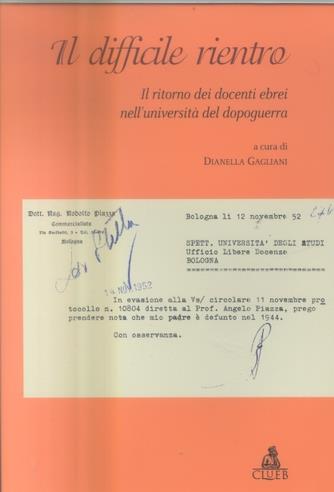 Il difficile rientro
Il ritorno dei docenti ebrei
nell'università del dopoguerra
a cura di
DIANELLA GAGLIANI
Dott. Rag. Rodolfo Piazza
Commercialista
Bologna
Bologna li 12 novembre 52
SPETT. UNIVERSITA' DEGLI STUDI
Ufficio Libere Docenze
BOLOGNA
14 NOV 1952
In evasione alla Vs/ circolare 11 novembre pro
tocollo n. 10804 diretta al Prof. Angelo Piazza, prego
prendere nota che mio padre è defunto nel 1944.
Con osservanza.
CLUEB